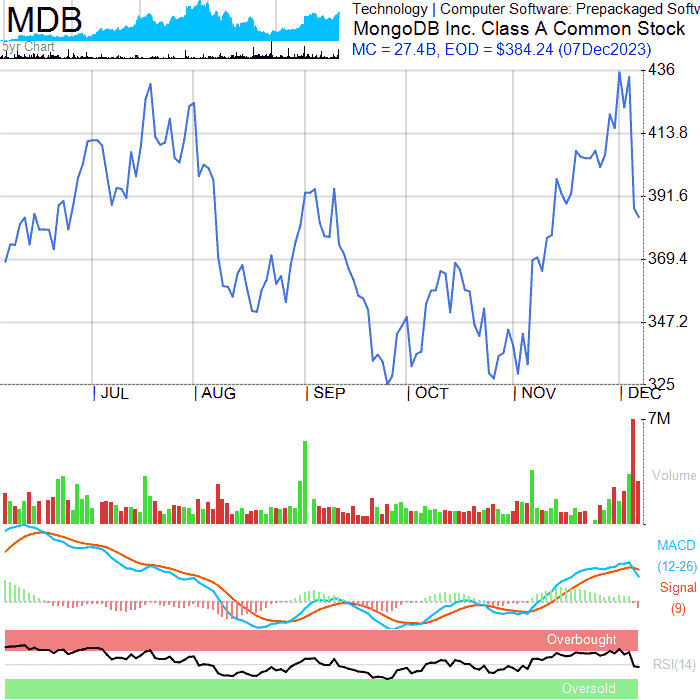 MDB
5yr Chart
Technology | Computer Software: Prepackaged Softw
MongoDB Inc. Class A Common Stock
MC = 27.4B, EOD = $384.24 (07Dec2023)
436
413.8
391.6
369.4
347.2
325
JUL AUG SEP OCT NOV DEC
7M
Volume
MACD
(12-26)
Signal
(9)
Overbought
RSI(14)
Oversold